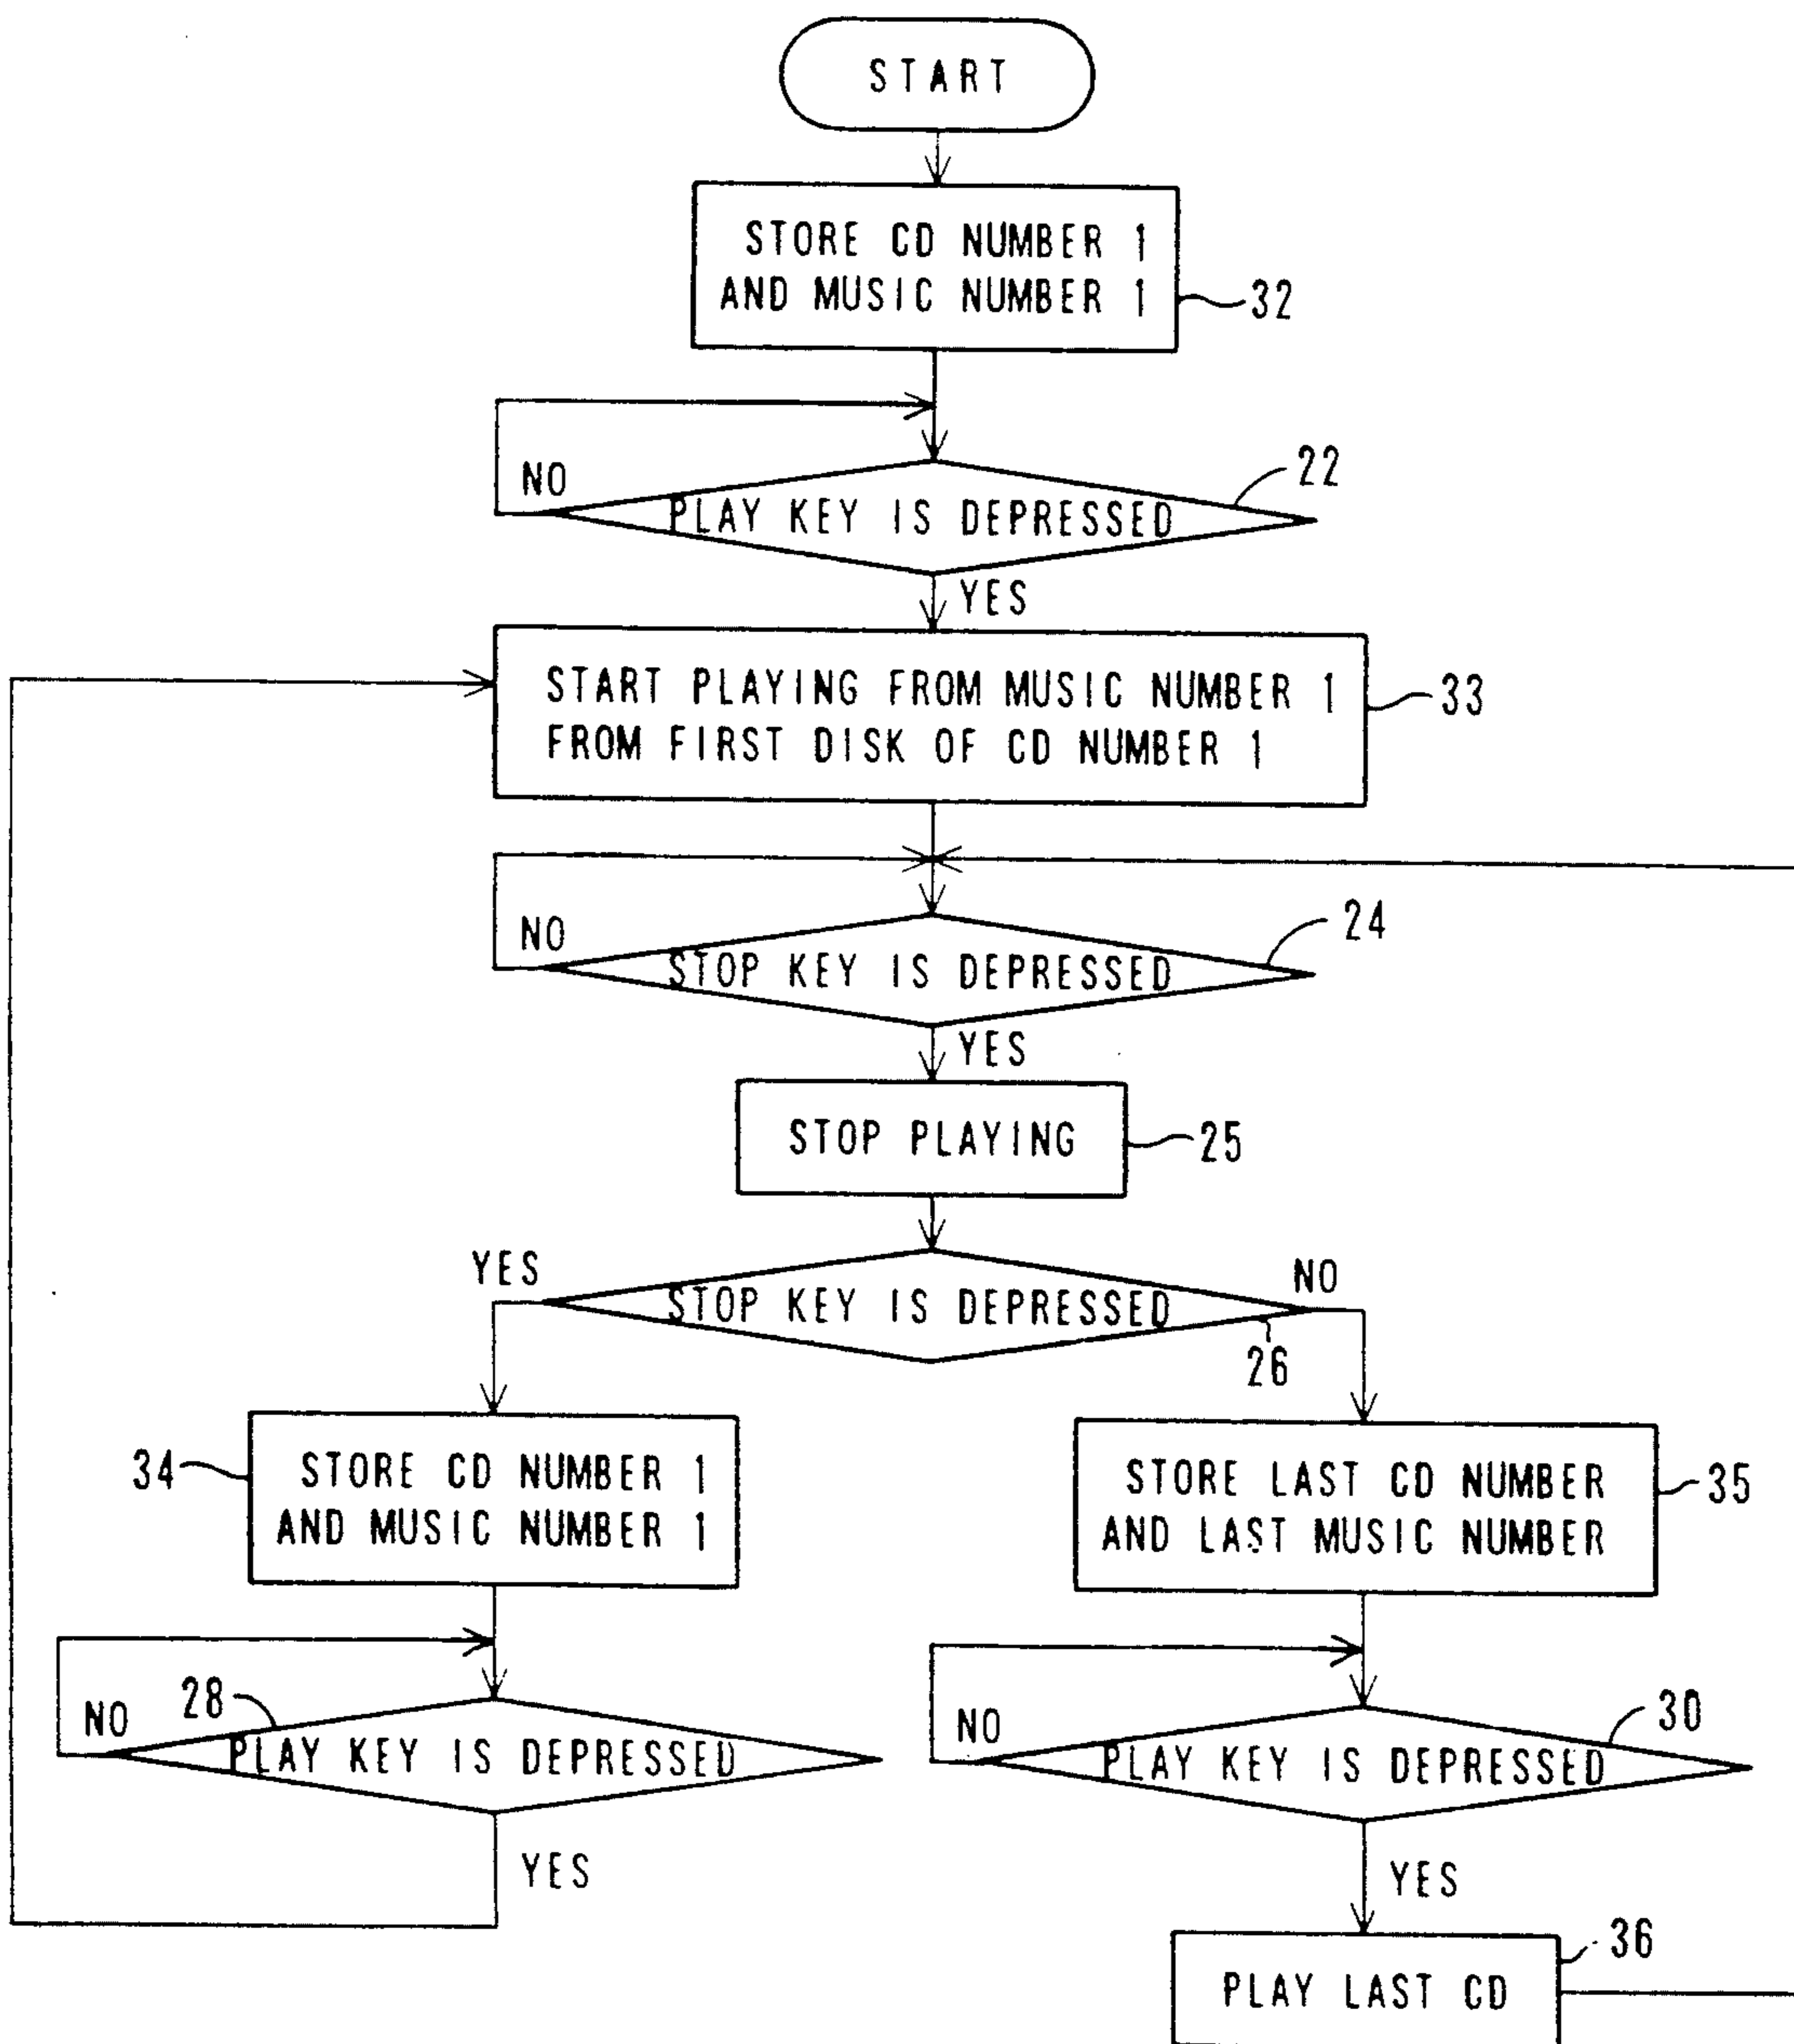 START
STORE CD NUMBER 1
AND MUSIC NUMBER 1
32
NO
PLAY KEY IS DEPRESSED
22
YES
START PLAYING FROM MUSIC NUMBER 1
FROM FIRST DISK OF CD NUMBER 1
33
NO
STOP KEY IS DEPRESSED
24
YES
STOP PLAYING
25
YES
STOP KEY IS DEPRESSED
NO
26
34
STORE CD NUMBER 1
AND MUSIC NUMBER 1
STORE LAST CD NUMBER
AND LAST MUSIC NUMBER
35
NO
28
PLAY KEY IS DEPRESSED
YES
NO
PLAY KEY IS DEPRESSED
30
YES
PLAY LAST CD
36